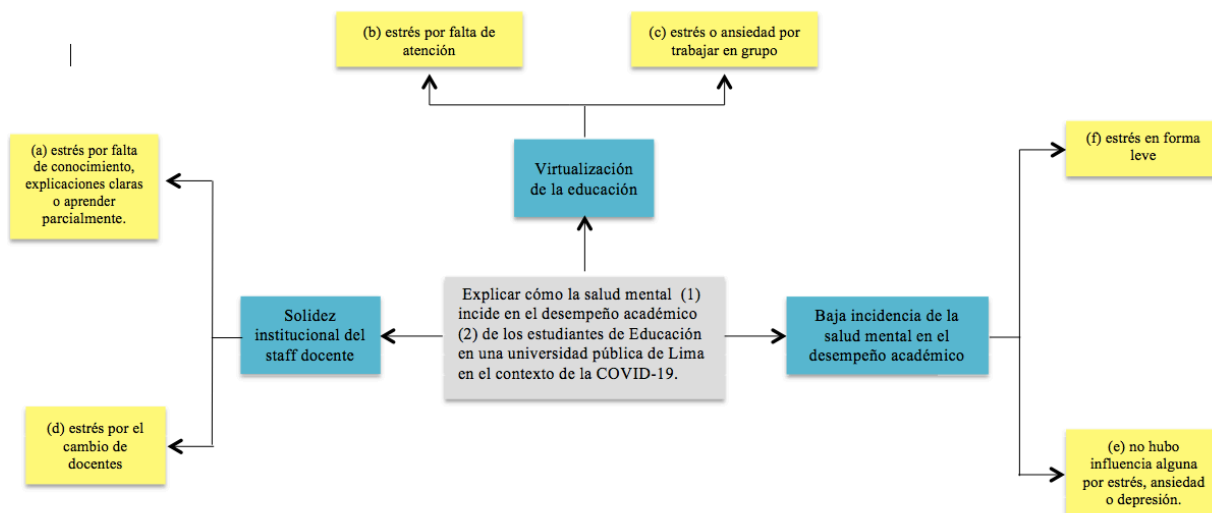 (b) estrés por falta de
atención
(c) estrés o ansiedad por
trabajar en grupo
(a) estrés por falta
de conocimiento,
explicaciones claras
o aprender
parcialmente.
Virtualización
de la educación
(f) estrés en forma
leve
Solidez
institucional del
staff docente
Explicar cómo la salud mental (1)
incide en el desempeño académico
(2) de los estudiantes de Educación
en una universidad pública de Lima
en el contexto de la COVID-19.
Baja incidencia de la
salud mental en el
desempeño académico
(d) estrés por el
cambio de
docentes
(e) no hubo
influencia alguna
por estrés, ansiedad
o depresión.